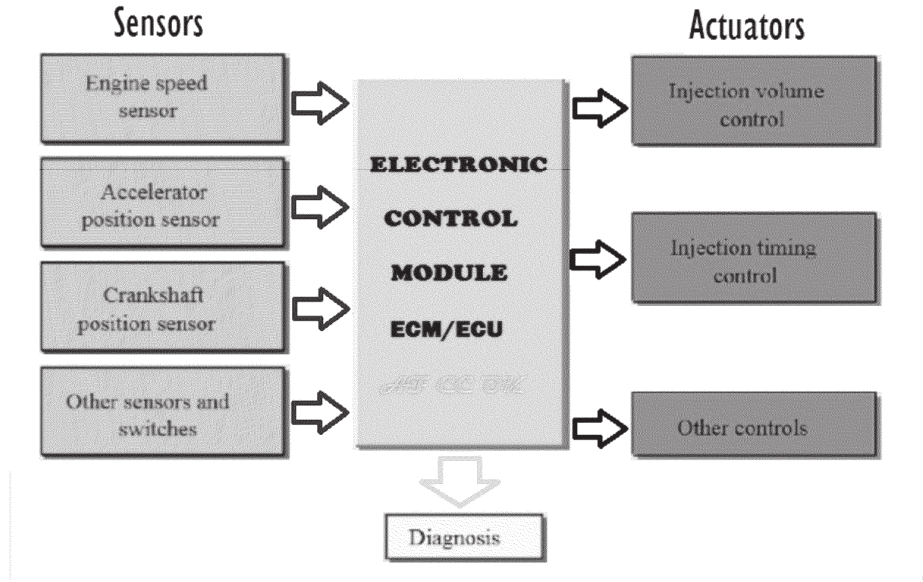 Sensors
Actuators
Engine speed
sensor
Accelerator
position sensor
Crankshaft
position sensor
Other sensors and
switches
ELECTRONIC
CONTROL
MODULE
ECM/ECU
Injection volume
control
Injection timing
control
Other controls
Diagnosis